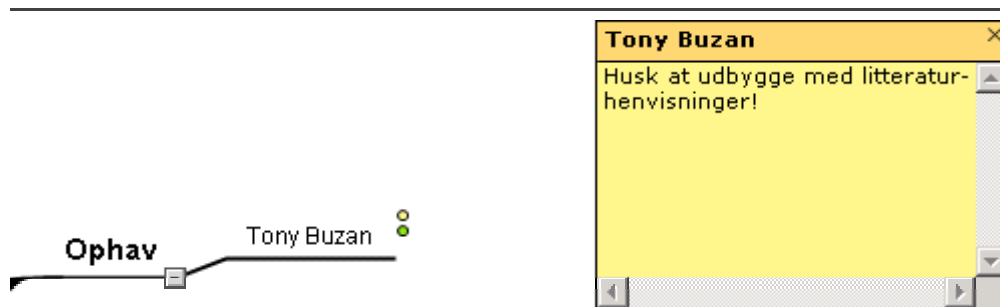 Tony Buzan
Husk at udbygge med litteratur-
henvisninger!
Ophav
Tony Buzan